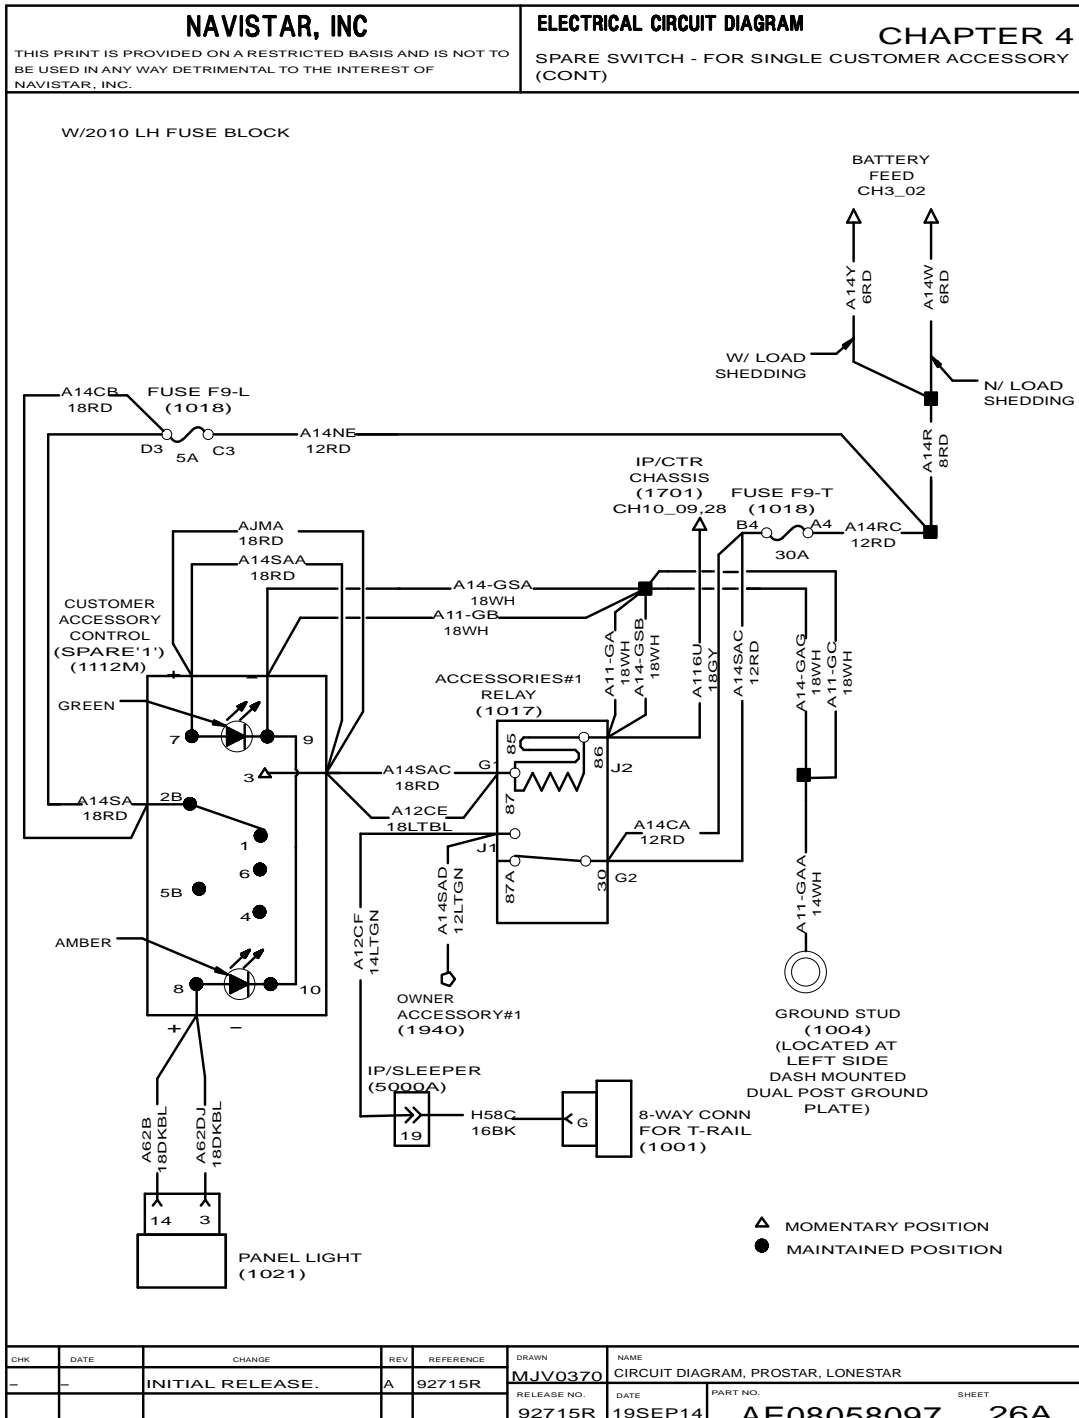 NAVISTAR, INC
THIS PRINT IS PROVIDED ON A RESTRICTED BASIS AND IS NOT TO
BE USED IN ANY WAY DETRIMENTAL TO THE INTEREST OF
NAVISTAR, INC.
ELECTRICAL CIRCUIT DIAGRAM
CHAPTER 4
SPARE SWITCH - FOR SINGLE CUSTOMER ACCESSORY
(CONT)
W/2010 LH FUSE BLOCK
BATTERY
FEED
CH3_02
A14Y
6RD
A14W
6RD
W/ LOAD
SHEDDING
N/ LOAD
SHEDDING
A14R
8RD
A14CB
18RD
FUSE F9-L
(1018)
D3
5A
C3
A14NE
12RD
IP/CTR
CHASSIS
(1701)
CH10_09,28
FUSE F9-T
(1018)
B4
A4
30A
A14RC
12RD
AJMA
18RD
A14SAA
18RD
A14-GSA
18WH
A11-GB
18WH
CUSTOMER
ACCESSORY
CONTROL
(SPARE'1')
(1112M)
+
-
GREEN
7
9
3
ACCESSORIES#1
RELAY
(1017)
A11-GA
18WH
A14-GSB
18WH
A116U
18GY
A14SAC
12RD
A14-GAG
18WH
A11-GC
18WH
85
86
J2
G1
87
A14SAC
18RD
A12CE
18LTBL
A14SA
18RD
2B
1
6
5B
4
J1
87A
30
G2
A14CA
12RD
A12CF
14LTGN
A14SAD
12LTGN
A11-GAA
14WH
AMBER
8
10
+
-
OWNER
ACCESSORY#1
(1940)
GROUND STUD
(1004)
(LOCATED AT
LEFT SIDE
DASH MOUNTED
DUAL POST GROUND
PLATE)
IP/SLEEPER
(5000A)
19
H58C
16BK
G
8-WAY CONN
FOR T-RAIL
(1001)
A62B
18DKBL
A62DJ
18DKBL
14
3
PANEL LIGHT
(1021)
MOMENTARY POSITION
MAINTAINED POSITION
CHK DATE CHANGE REV REFERENCE
- - INITIAL RELEASE. A 92715R
DRAWN
MJV0370
NAME
CIRCUIT DIAGRAM, PROSTAR, LONESTAR
RELEASE NO.
92715R
DATE
19SEP14
PART NO.
AE08058097
SHEET
26A